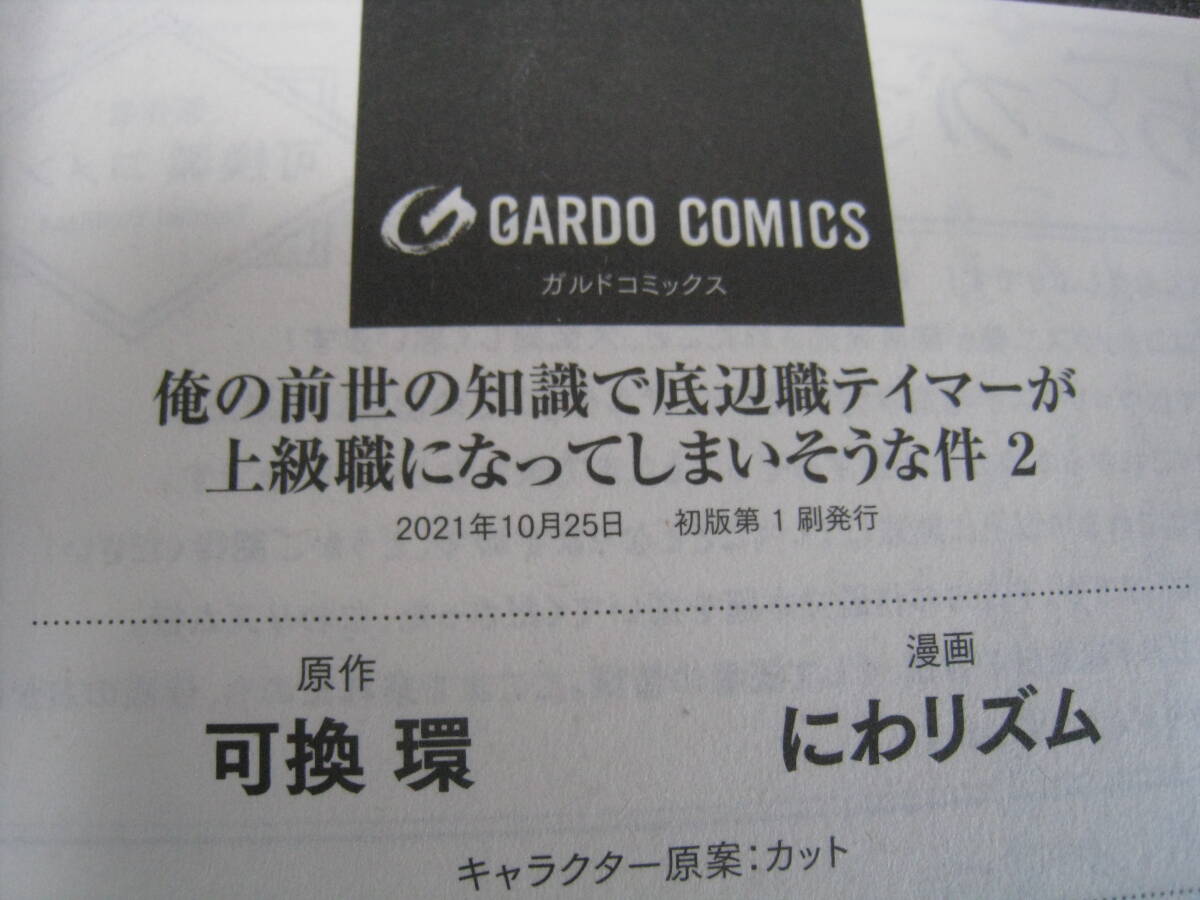 GARDO COMICS
ガルドコミックス
俺の前世の知識で底辺職テイマーが
上級職になってしまいそうな件 2
2021年10月25日 初版第1刷発行
原作
可換 環
漫画
にわリズム
キャラクター原案：カット